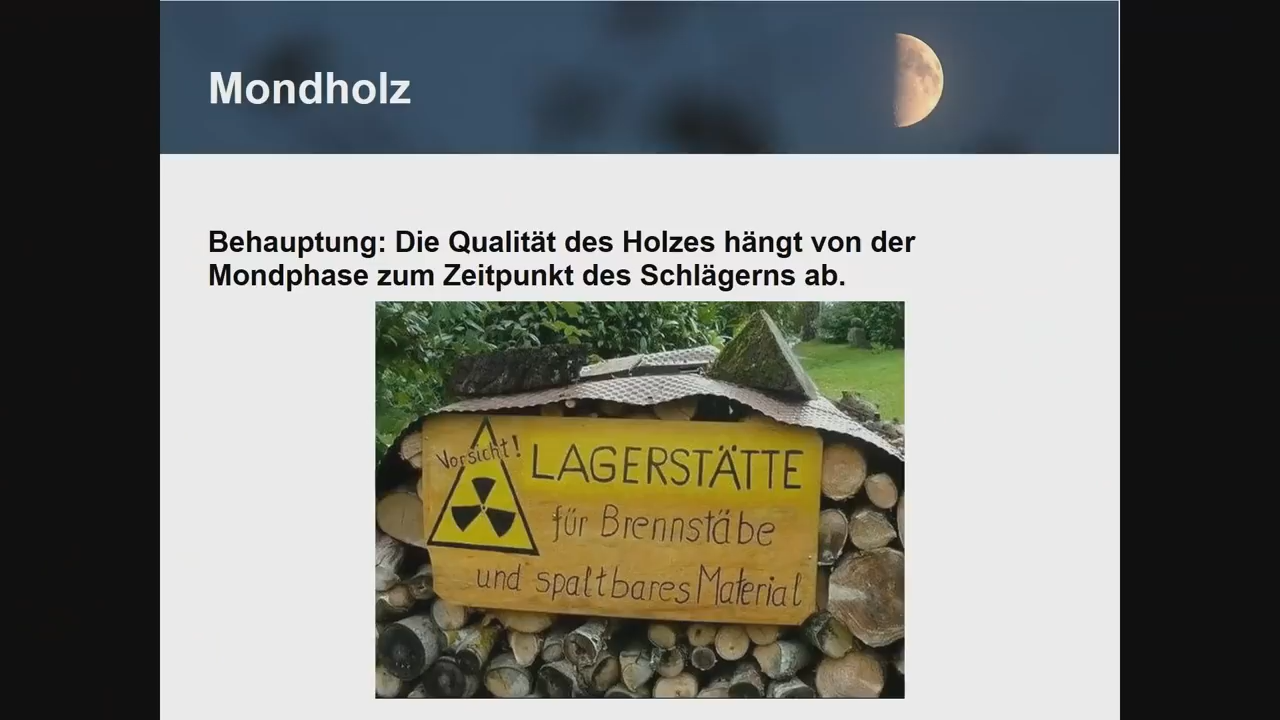 Mondholz
Behauptung: Die Qualität des Holzes hängt von der
Mondphase zum Zeitpunkt des Schlägerns ab.
Vorsicht!
LAGERSTÄTTE
für Brennstäbe
und spaltbares Material